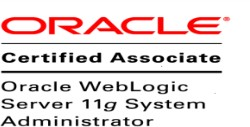 ORACLE®
Certified Associate
Oracle WebLogic
Server 11g System
Administrator